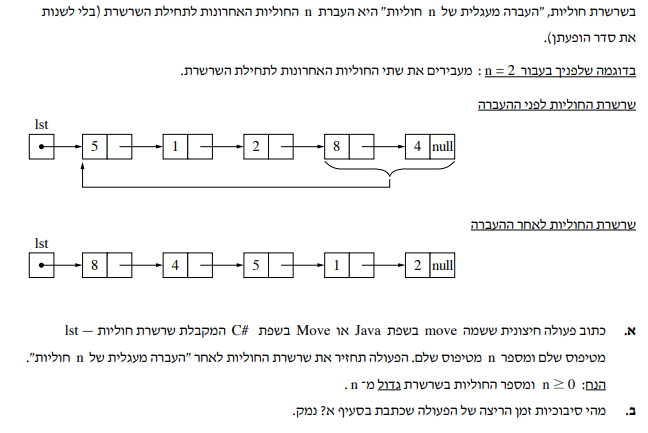 בשרשרת חוליות, "העברה מעגלית של n חוליות" היא העברת n החוליות האחרונות לתחילת השרשרת (בלי לשנות
את סדר הופעתן).
בדוגמה שלפניך בעבור n = 2 : מעבירים את שתי החוליות האחרונות לתחילת השרשרת.
שרשרת החוליות לפני ההעברה
lst
5 1 2 8 4 null
שרשרת החוליות לאחר ההעברה
lst
8 4 5 1 2 null
א. כתוב פעולה חיצונית ששמה move בשפת Java או Move בשפת C# המקבלת שרשרת חוליות — lst
מטיפוס שלם ומספר n מטיפוס שלם. הפעולה תחזיר את שרשרת החוליות לאחר "העברה מעגלית של n חוליות".
הנח: n ≥ 0 ומספר החוליות בשרשרת גדול מ־ n .
ב. מהי סיבוכיות זמן הריצה של הפעולה שכתבת בסעיף א? נמק.